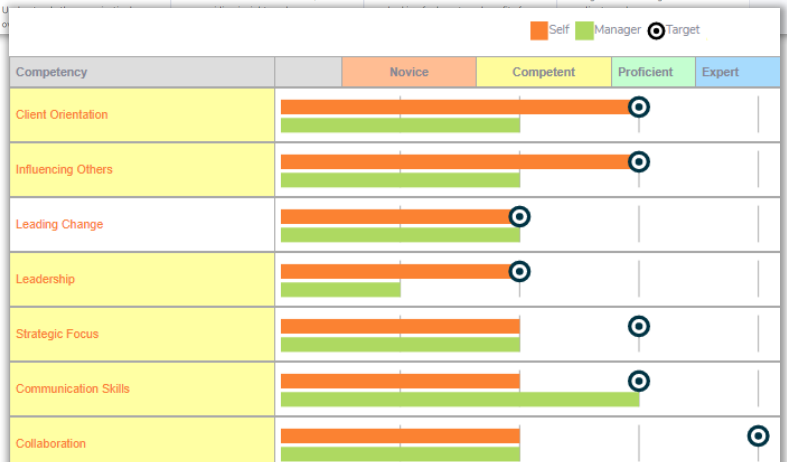 Self Manager Target
Competency Novice Competent Proficient Expert
Client Orientation
Influencing Others
Leading Change
Leadership
Strategic Focus
Communication Skills
Collaboration